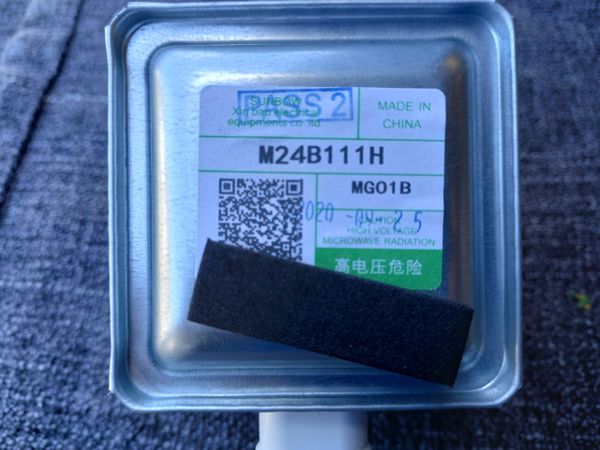 SUNBOW
Xin bao electrical
equipments co.,ltd
PASS 2
MADE IN
CHINA
M24B111H
MG01B
CAUTION
HIGH VOLTAGE
MICROWAVE RADIATION
高电压危险